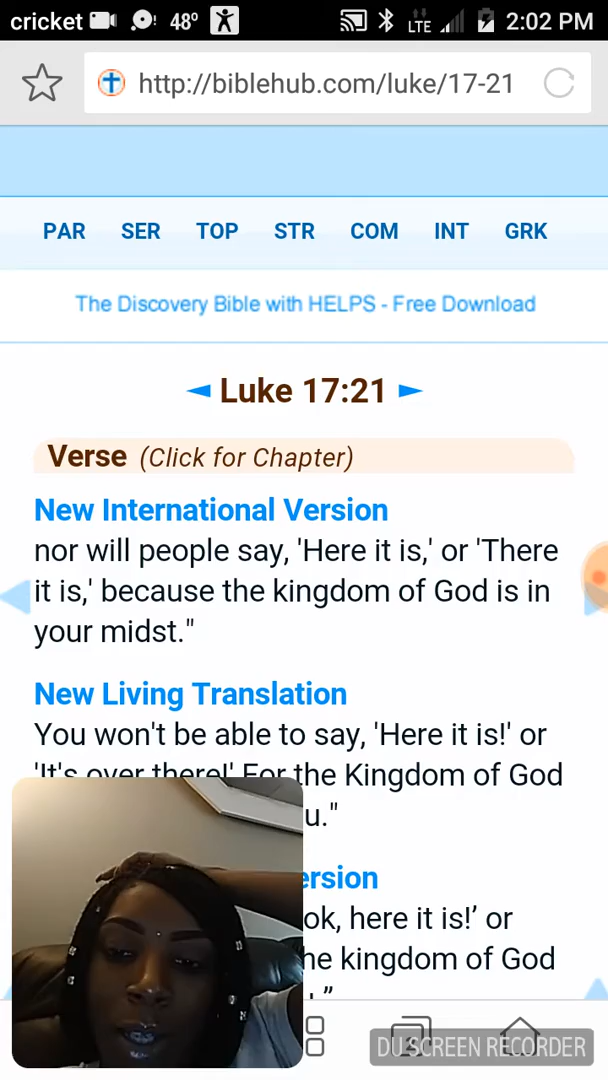 cricket 48° LTE 2:02 PM
http://biblehub.com/luke/17-21
PAR SER TOP STR COM INT GRK
The Discovery Bible with HELPS - Free Download
Luke 17:21
Verse (Click for Chapter)
New International Version
nor will people say, 'Here it is,' or 'There
it is,' because the kingdom of God is in
your midst."
New Living Translation
You won't be able to say, 'Here it is!' or
'It's over there!' For the Kingdom of God
u."
ersion
ok, here it is!’ or
he kingdom of God
DU SCREEN RECORDER